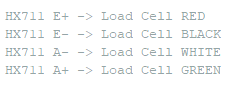 HX711 E+ -> Load Cell RED
HX711 E- -> Load Cell BLACK
HX711 A- -> Load Cell WHITE
HX711 A+ -> Load Cell GREEN